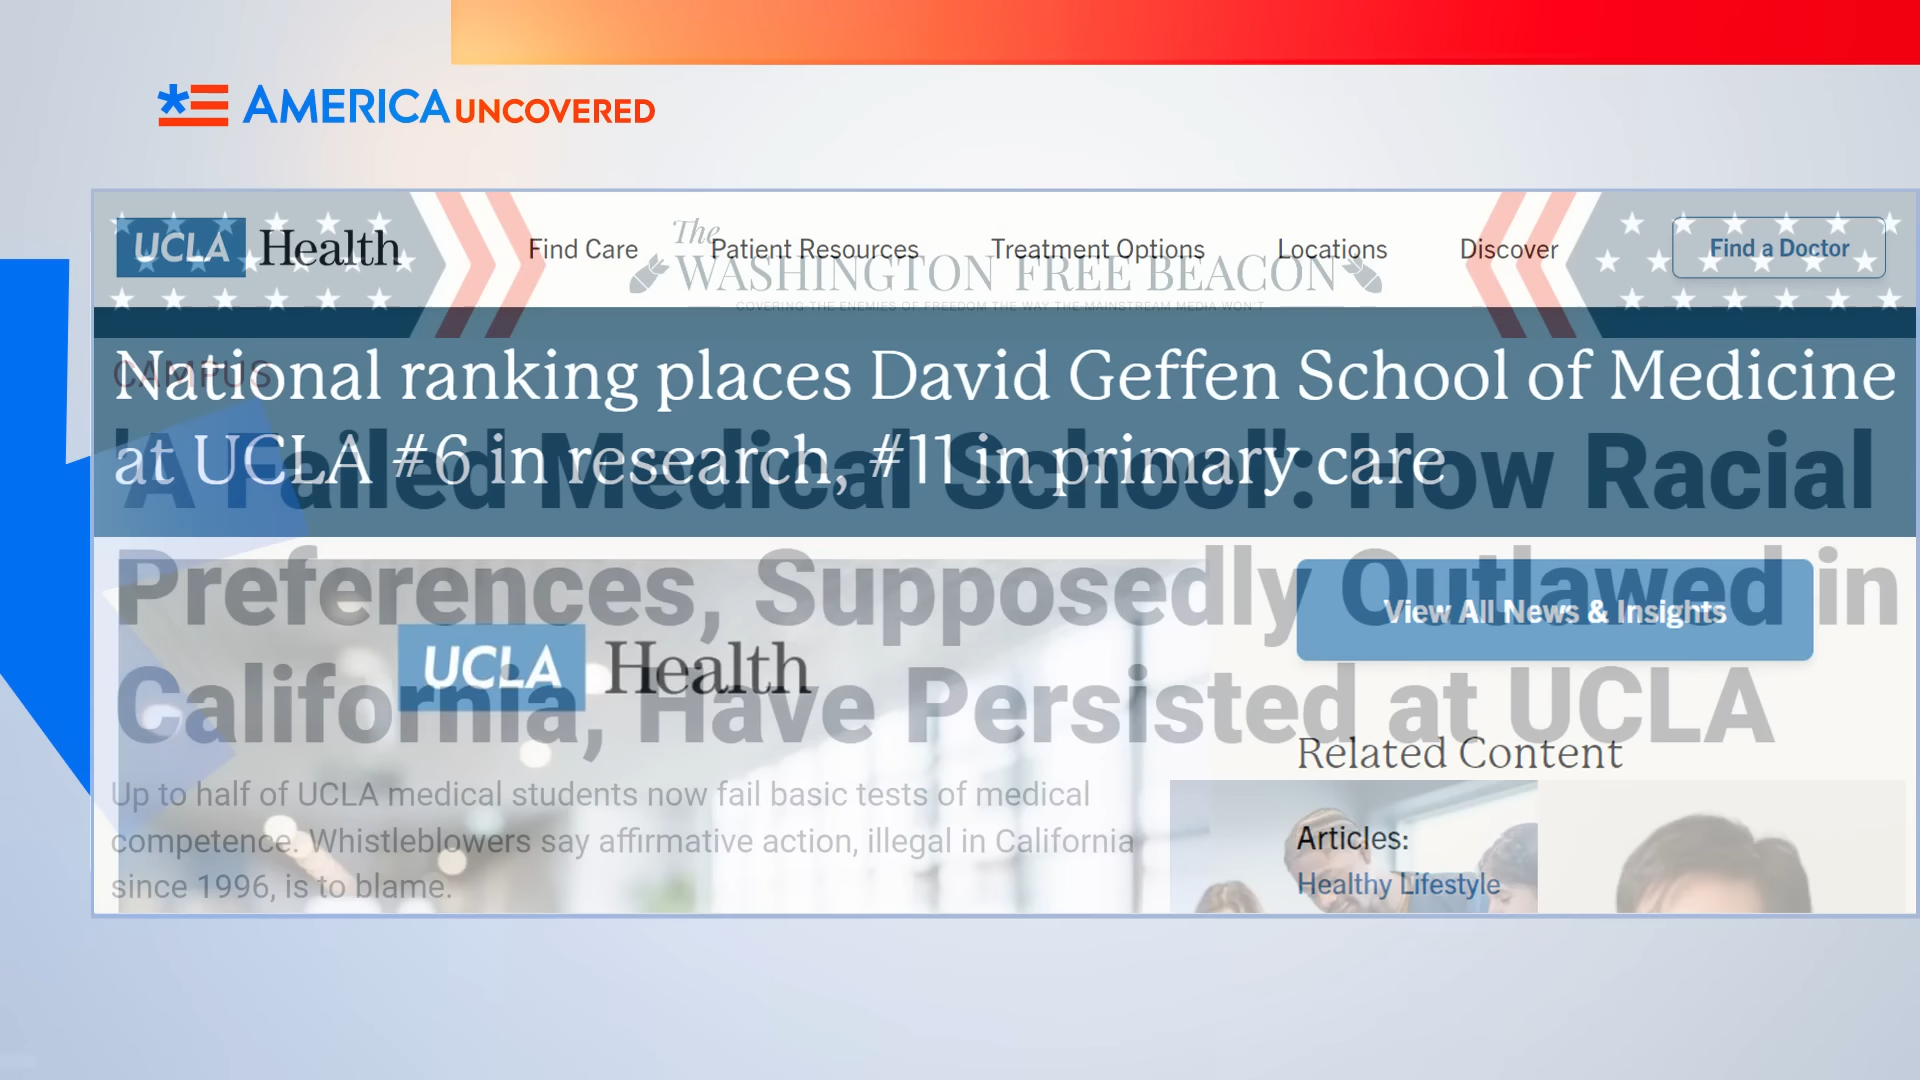 AMERICA UNCOVERED
UCLA Health
Find Care
Patient Resources
Treatment Options
Locations
Discover
Find a Doctor
The
WASHINGTON FREE BEACON
COVERING THE ENEMIES OF FREEDOM THE WAY THE MAINSTREAM MEDIA WON'T
National ranking places David Geffen School of Medicine
at UCLA #6 in research, #11 in primary care
CAMPUS
'A Failed Medical School': How Racial
Preferences, Supposedly Outlawed in
California, Have Persisted at UCLA
Up to half of UCLA medical students now fail basic tests of medical
competence. Whistleblowers say affirmative action, illegal in California
since 1996, is to blame.
UCLA Health
View All News & Insights
Related Content
Articles:
Healthy Lifestyle